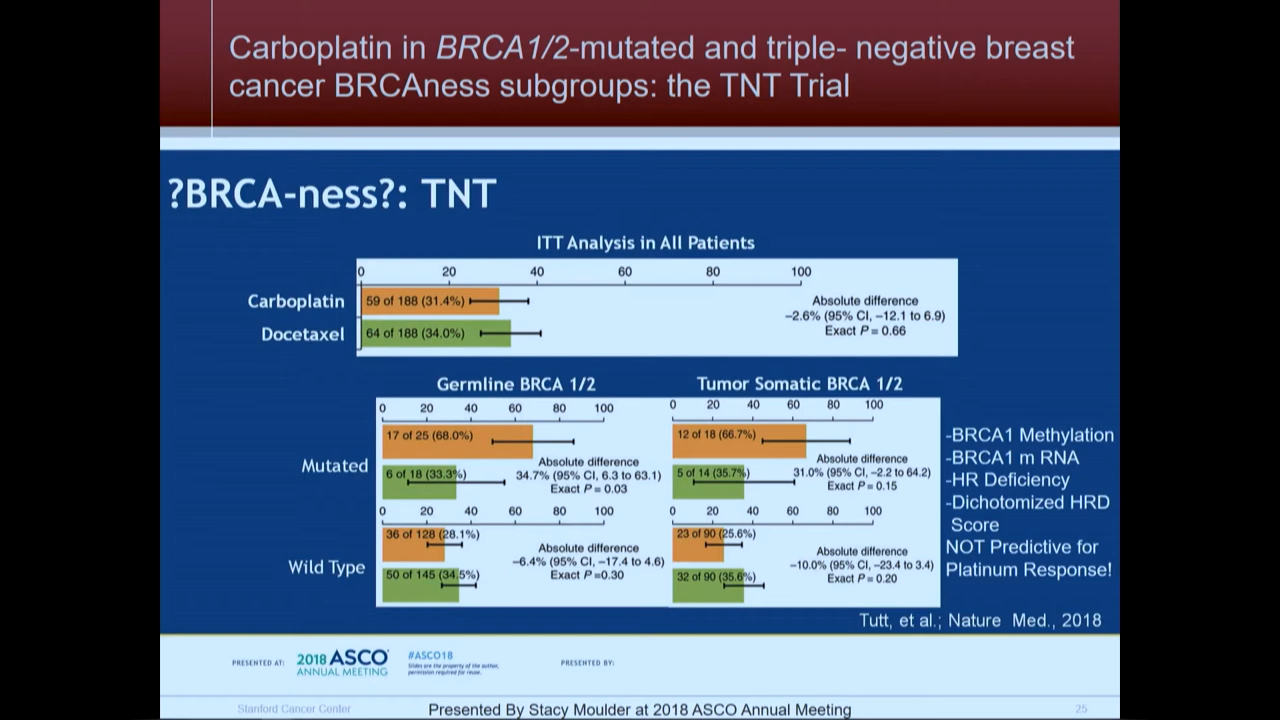 Carboplatin in BRCA1/2-mutated and triple- negative breast
cancer BRCAness subgroups: the TNT Trial
?BRCA-ness?: TNT
ITT Analysis in All Patients
0 20 40 60 80 100
Carboplatin
59 of 188 (31.4%)
Docetaxel
64 of 188 (34.0%)
Absolute difference
–2.6% (95% CI, –12.1 to 6.9)
Exact P = 0.66
Germline BRCA 1/2
0 20 40 60 80 100
Mutated
17 of 25 (68.0%)
6 of 18 (33.3%)
Absolute difference
34.7% (95% CI, 6.3 to 63.1)
Exact P = 0.03
0 20 40 60 80 100
Wild Type
36 of 128 (28.1%)
50 of 145 (34.5%)
Absolute difference
–6.4% (95% CI, –17.4 to 4.6)
Exact P =0.30
Tumor Somatic BRCA 1/2
0 20 40 60 80 100
12 of 18 (66.7%)
5 of 14 (35.7%)
Absolute difference
31.0% (95% CI, –2.2 to 64.2)
Exact P = 0.15
0 20 40 60 80 100
23 of 90 (25.6%)
32 of 90 (35.6%)
Absolute difference
–10.0% (95% CI, –23.4 to 3.4)
Exact P = 0.20
-BRCA1 Methylation
-BRCA1 m RNA
-HR Deficiency
-Dichotomized HRD
Score
NOT Predictive for
Platinum Response!
Tutt, et al.; Nature Med., 2018
PRESENTED AT:
2018 ASCO
ANNUAL MEETING
#ASCO18
Slides are the property of the author,
permission required for reuse.
PRESENTED BY:
Stanford Cancer Center
Presented By Stacy Moulder at 2018 ASCO Annual Meeting
25